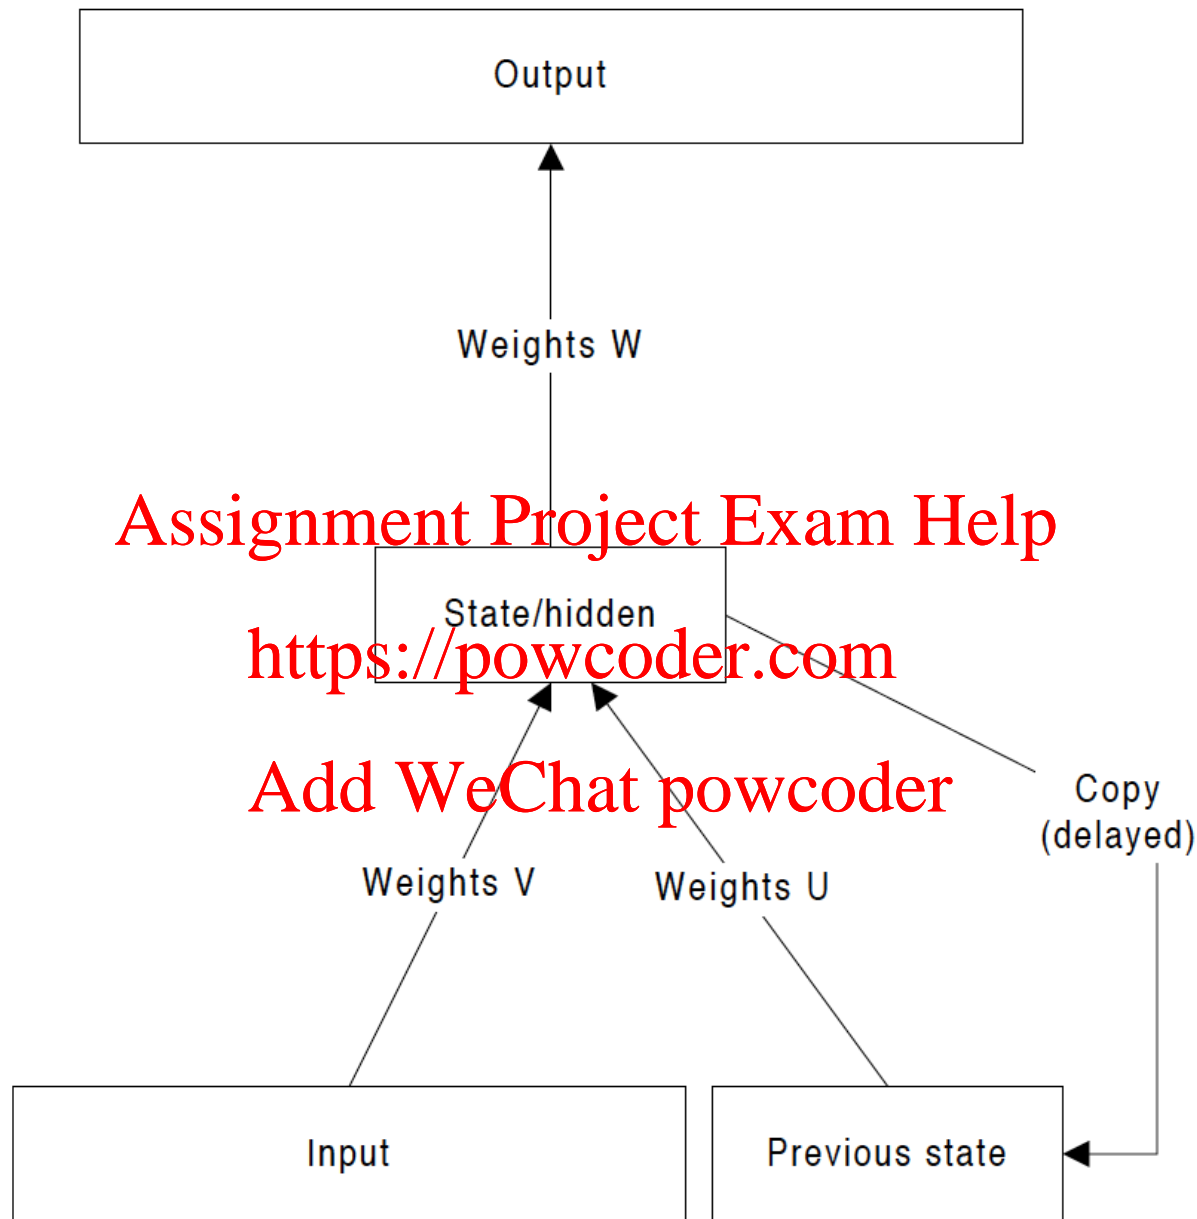 Output
Weights W
Assignment Project Exam Help
State/hidden
https://powcoder.com
Add WeChat powcoder
Copy
(delayed)
Weights V
Weights U
Input
Previous state